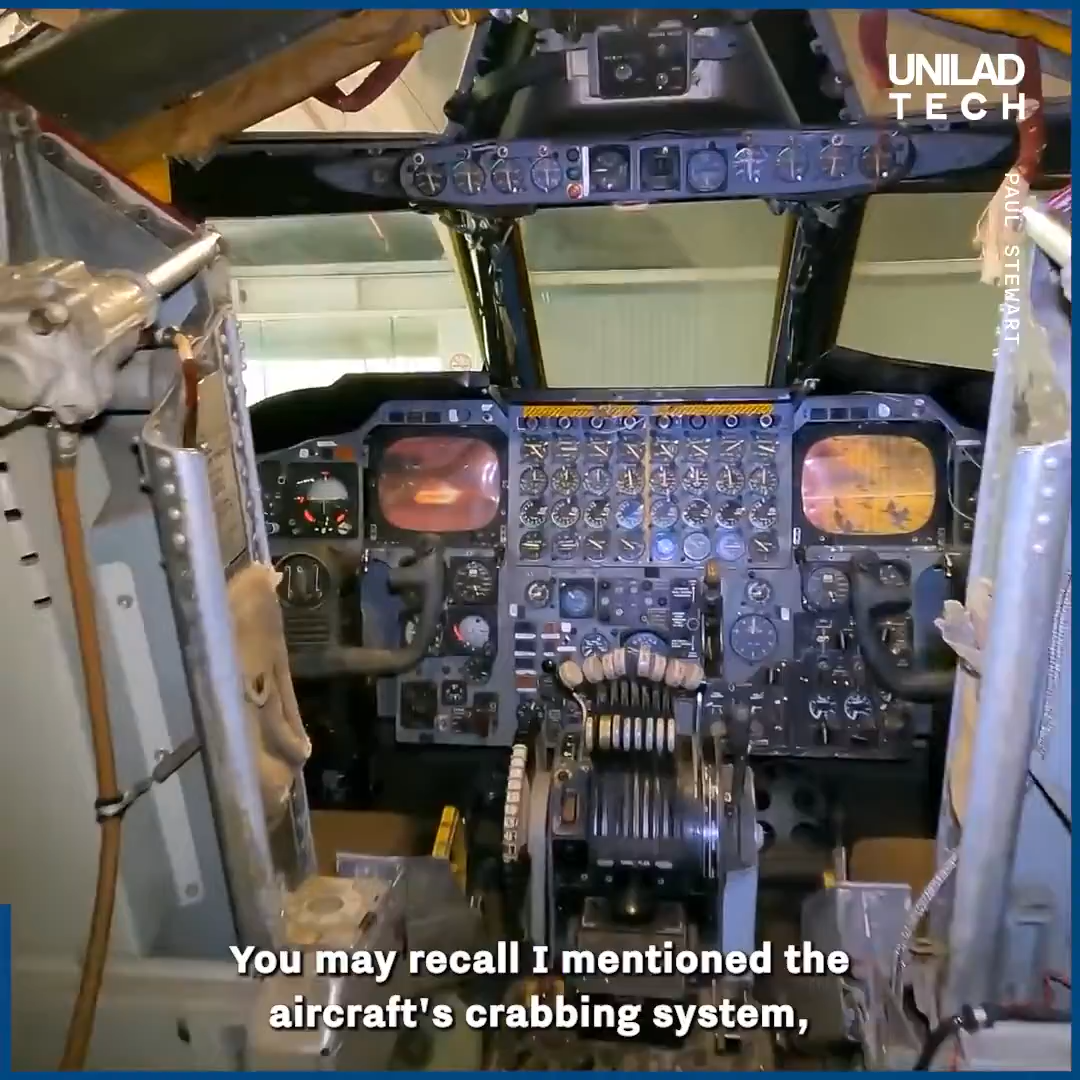 UNILAD
TECH
PAUL STEWART
You may recall I mentioned the
aircraft's crabbing system,